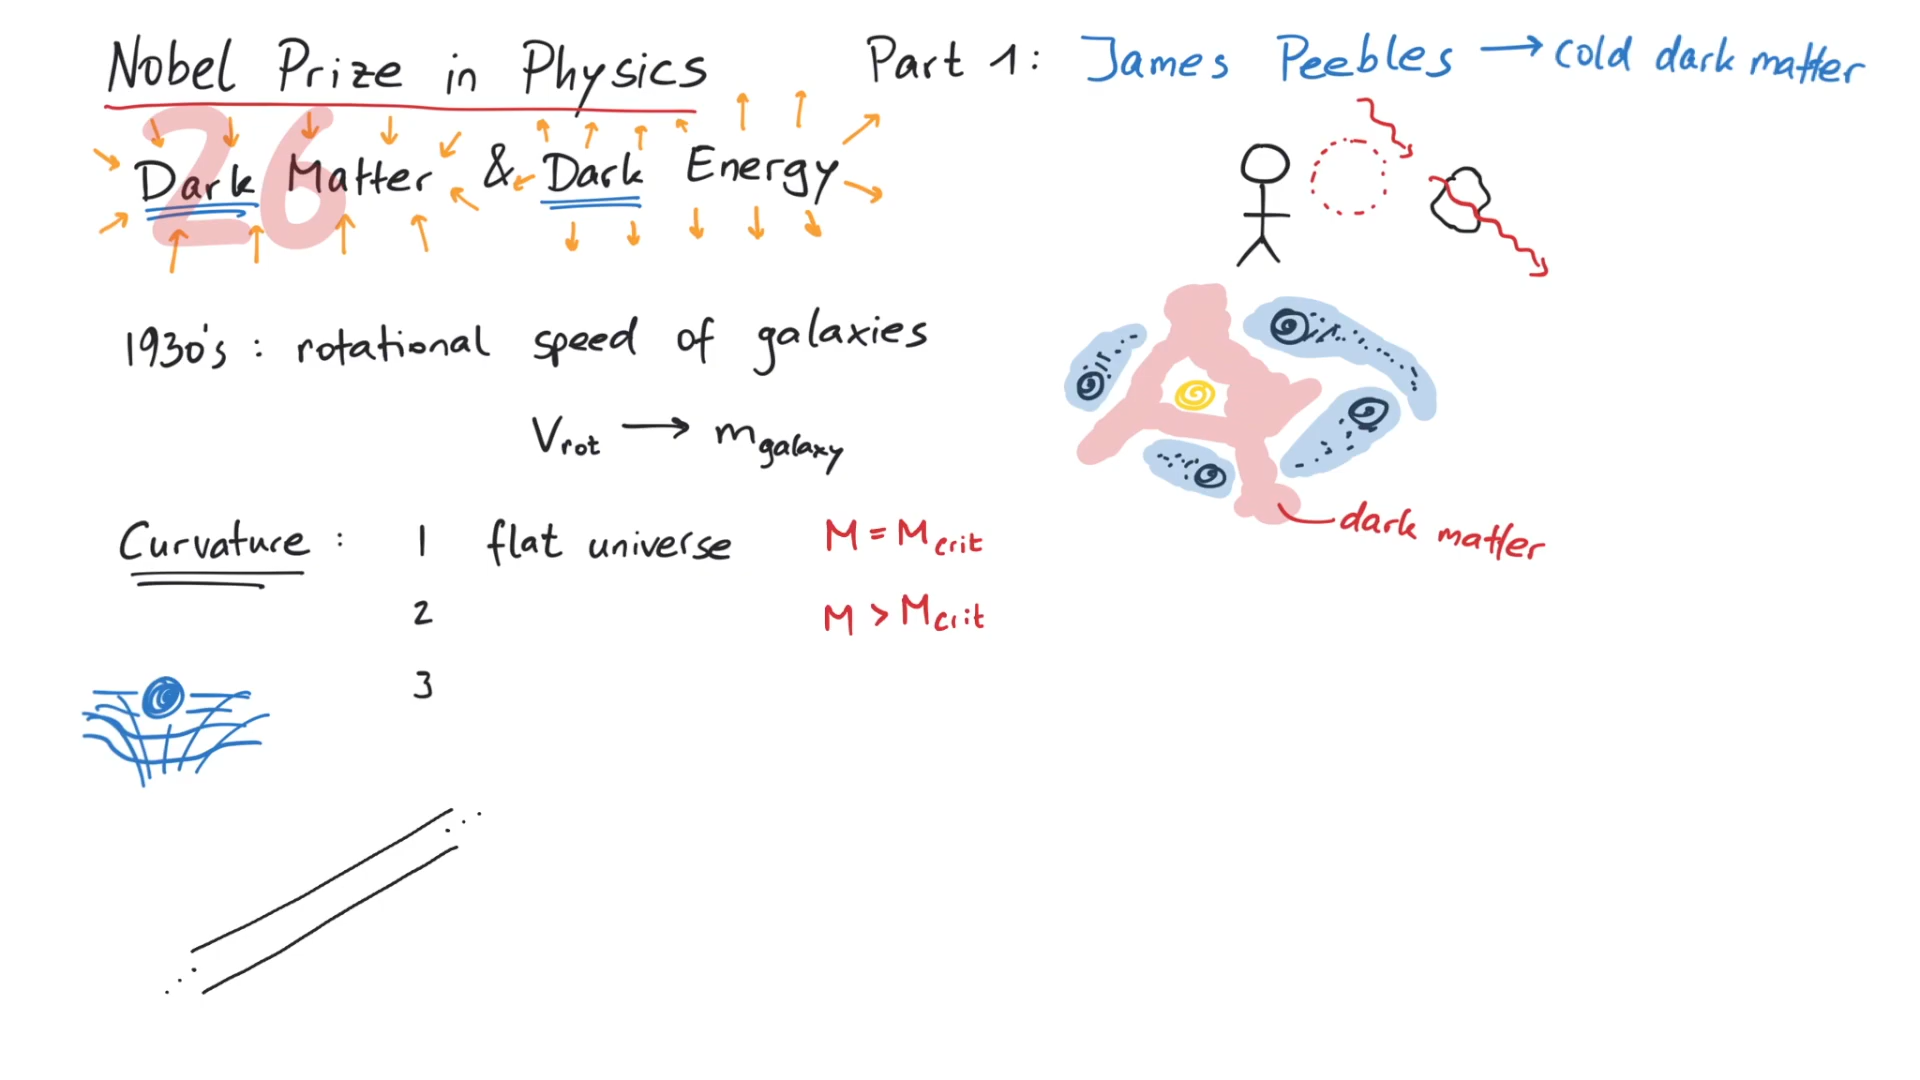 Nobel Prize in Physics
Part 1: James Peebles → cold dark matter
26
Dark Matter & Dark Energy
1930's : rotational speed of galaxies
Vrot → mgalaxy
Curvature : 1 flat universe M = Mcrit
2 M > Mcrit
3
dark matter